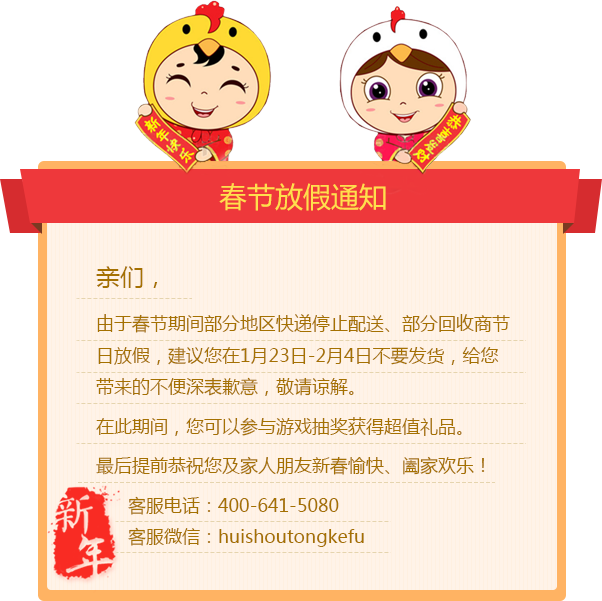 新年快乐
恭喜发财
春节放假通知
亲们，
由于春节期间部分地区快递停止配送、部分回收商节
日放假，建议您在1月23日-2月4日不要发货，给您
带来的不便深表歉意，敬请谅解。
在此期间，您可以参与游戏抽奖获得超值礼品。
最后提前恭祝您及家人朋友新春愉快、阖家欢乐！
新年
客服电话：400-641-5080
客服微信：huishoutongkefu